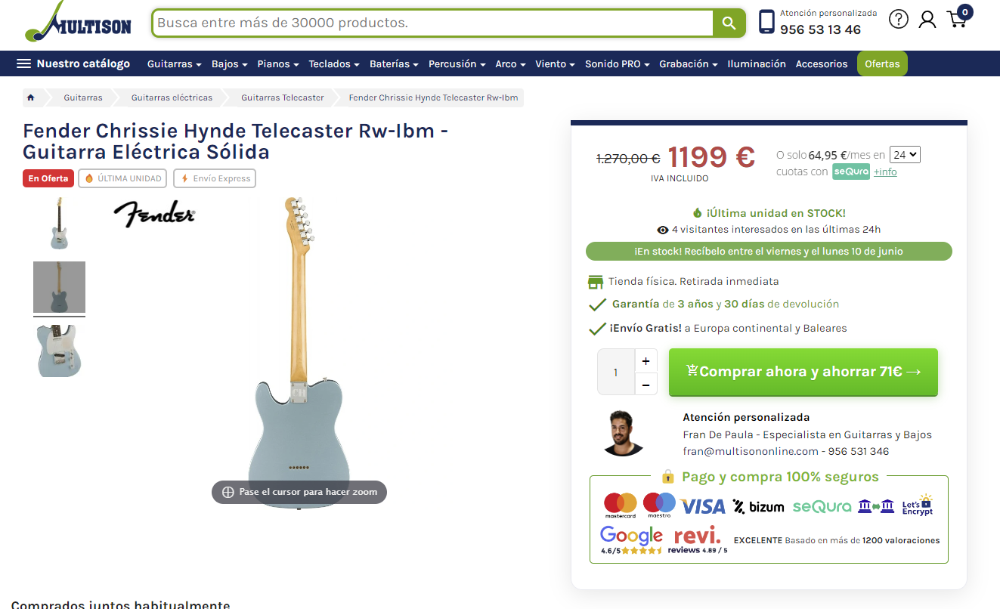 MULTISON
Busca entre más de 30000 productos.
Atención personalizada
956 53 13 46
?
0
Nuestro catálogo
Guitarras
Bajos
Pianos
Teclados
Baterías
Percusión
Arco
Viento
Sonido PRO
Grabación
Iluminación
Accesorios
Ofertas
Guitarras
Guitarras eléctricas
Guitarras Telecaster
Fender Chrissie Hynde Telecaster Rw-Ibm
Fender Chrissie Hynde Telecaster Rw-Ibm -
Guitarra Eléctrica Sólida
En Oferta
ÚLTIMA UNIDAD
Envío Express
Fender
Pase el cursor para hacer zoom
1.270,00 € 1199 €
IVA INCLUIDO
O solo 64,95 €/mes en 24
cuotas con seQura +info
¡Última unidad en STOCK!
4 visitantes interesados en las últimas 24h
¡En stock! Recíbelo entre el viernes y el lunes 10 de junio
Tienda física. Retirada inmediata
Garantía de 3 años y 30 días de devolución
¡Envío Gratis! a Europa continental y Baleares
1
+
−
Comprar ahora y ahorrar 71€ →
Atención personalizada
Fran De Paula - Especialista en Guitarras y Bajos
fran@multisononline.com - 956 531 346
Pago y compra 100% seguros
mastercard
maestro
VISA
bizum
seQura
Let's
Encrypt
Google
4.6/5
revi.
reviews 4.89 / 5
EXCELENTE Basado en más de 1200 valoraciones
Comprados juntos habitualmente